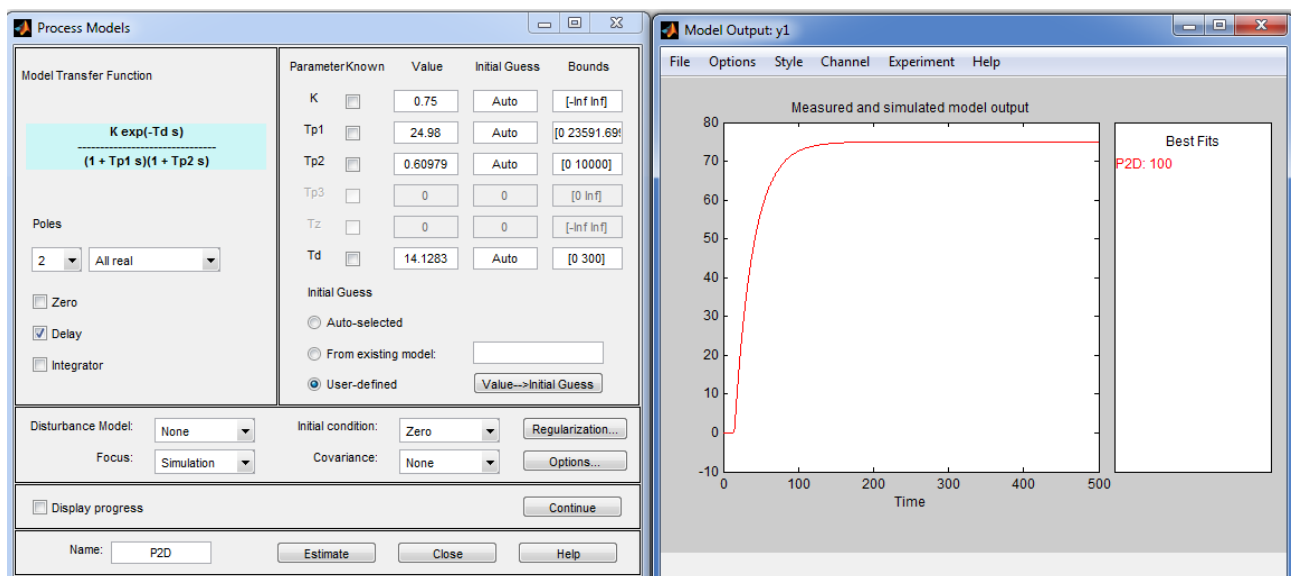 Process Models
Model Transfer Function
K exp(-Td s)
------------------------------
(1 + Tp1 s)(1 + Tp2 s)
Poles
2 All real
Zero
Delay
Integrator
Parameter Known Value Initial Guess Bounds
K 0.75 Auto [-Inf Inf]
Tp1 24.98 Auto [0 23591.69
Tp2 0.60979 Auto [0 10000]
Tp3 0 0 [0 Inf]
Tz 0 0 [-Inf Inf]
Td 14.1283 Auto [0 300]
Initial Guess
Auto-selected
From existing model:
User-defined Value-->Initial Guess
Disturbance Model: None Initial condition: Zero Regularization...
Focus: Simulation Covariance: None Options...
Display progress Continue
Name: P2D Estimate Close Help
Model Output: y1
File Options Style Channel Experiment Help
Measured and simulated model output
80
70
60
50
40
30
20
10
0
-10
0 100 200 300 400 500
Time
Best Fits
P2D: 100